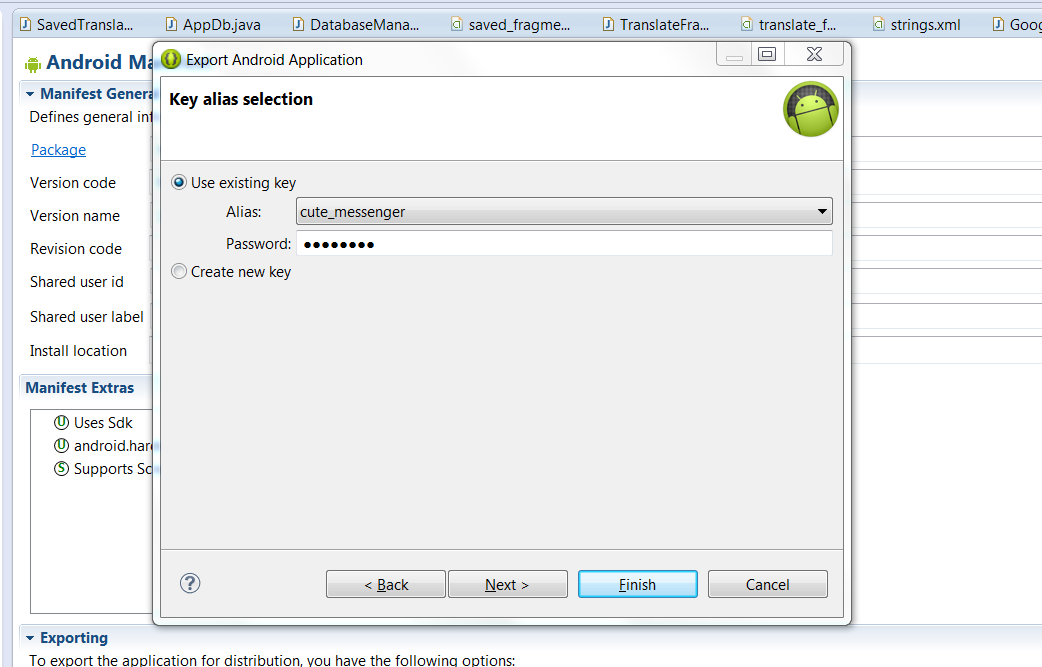 SavedTransla...
AppDb.java
DatabaseMana...
saved_fragme...
TranslateFra...
translate_f...
strings.xml
Goog
Android Ma
Manifest Genera
Defines general inf
Package
Version code
Version name
Revision code
Shared user id
Shared user label
Install location
Manifest Extras
U Uses Sdk
U android.hard
S Supports Sc
Exporting
To export the application for distribution, you have the following options:
Export Android Application
Key alias selection
Use existing key
Alias: cute_messenger
Password: ●●●●●●●●
Create new key
?
< Back
Next >
Finish
Cancel